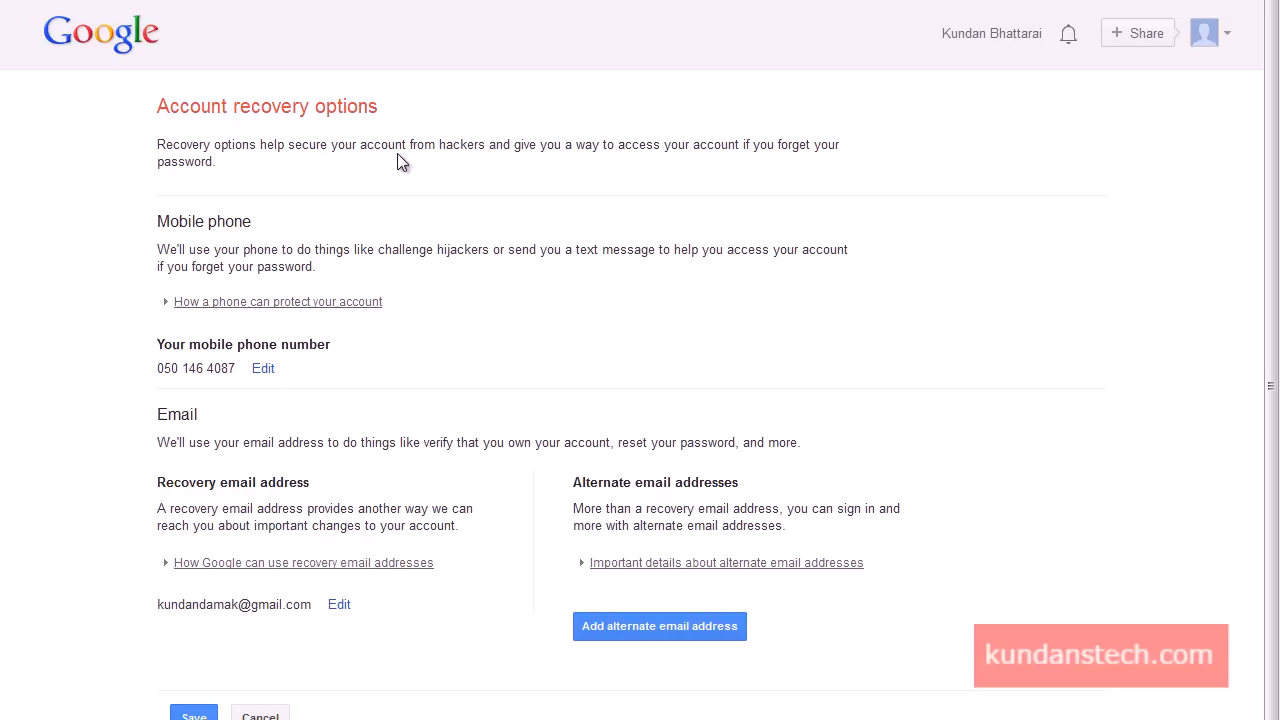 Google
Kundan Bhattarai
+ Share
Account recovery options
Recovery options help secure your account from hackers and give you a way to access your account if you forget your
password.
Mobile phone
We'll use your phone to do things like challenge hijackers or send you a text message to help you access your account
if you forget your password.
How a phone can protect your account
Your mobile phone number
050 146 4087 Edit
Email
We'll use your email address to do things like verify that you own your account, reset your password, and more.
Recovery email address
A recovery email address provides another way we can
reach you about important changes to your account.
How Google can use recovery email addresses
kundandamak@gmail.com Edit
Alternate email addresses
More than a recovery email address, you can sign in and
more with alternate email addresses.
Important details about alternate email addresses
Add alternate email address
kundanstech.com
Save
Cancel